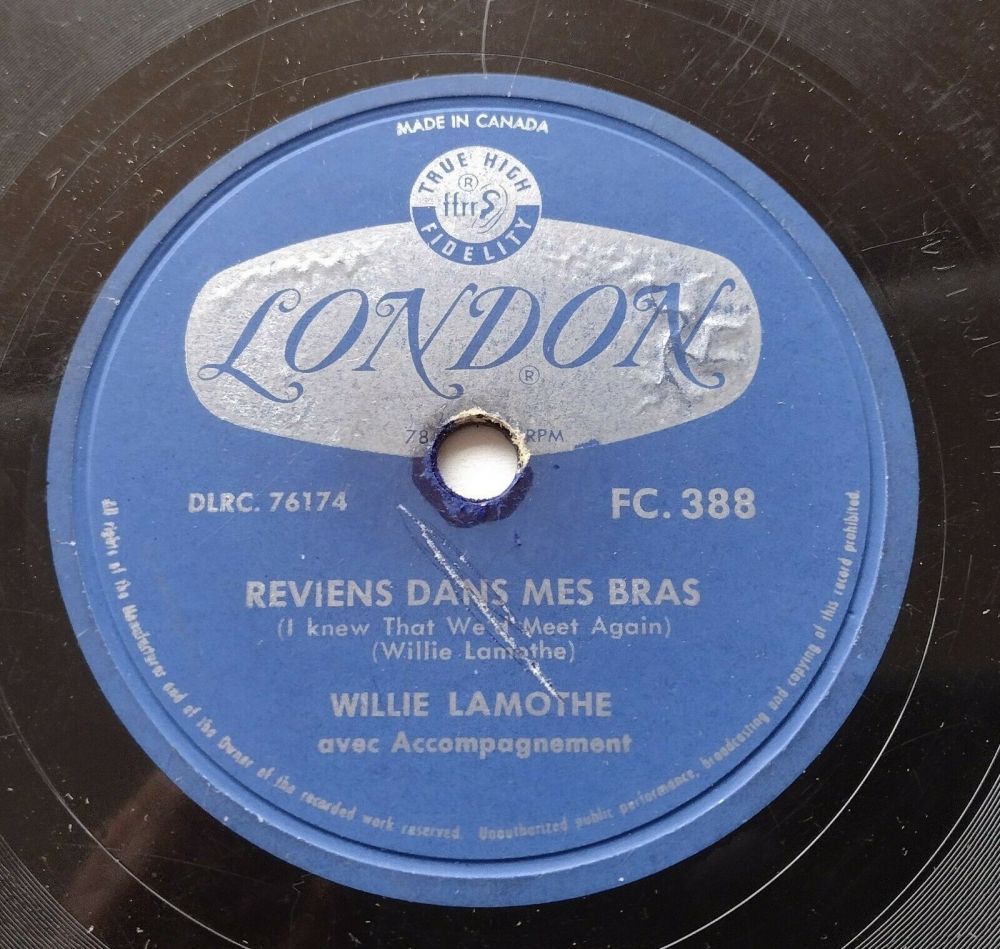 MADE IN CANADA
TRUE HIGH
®
ffrr
FIDELITY
LONDON
®
78 RPM
DLRC. 76174
FC. 388
REVIENS DANS MES BRAS
(I knew That We'd Meet Again)
(Willie Lamothe)
WILLIE LAMOTHE
avec Accompagnement
All rights of the Manufacturer and of the Owner of the recorded work reserved. Unauthorized public performance, broadcasting and copying of this record prohibited.